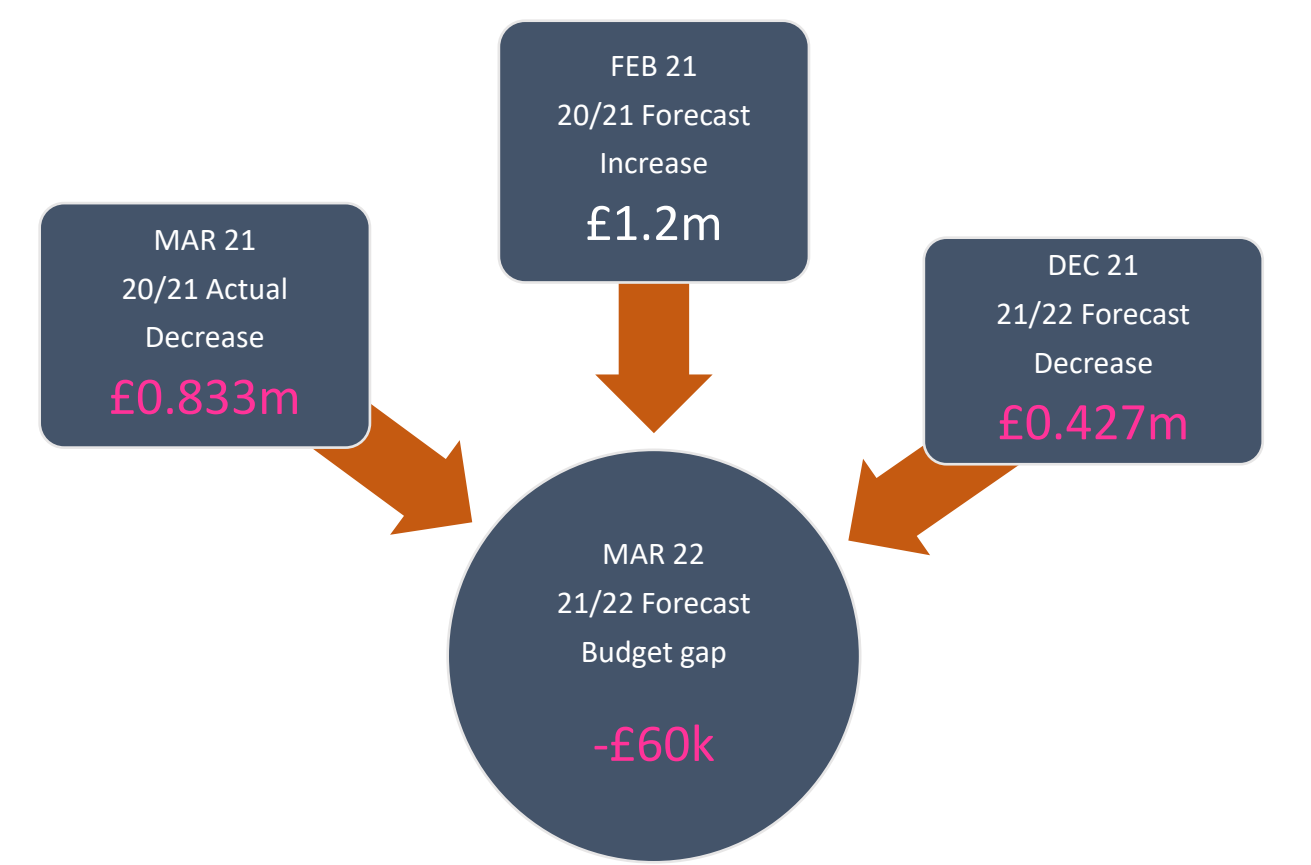 FEB 21
20/21 Forecast
Increase
£1.2m
MAR 21
20/21 Actual
Decrease
£0.833m
DEC 21
21/22 Forecast
Decrease
£0.427m
MAR 22
21/22 Forecast
Budget gap
-£60k